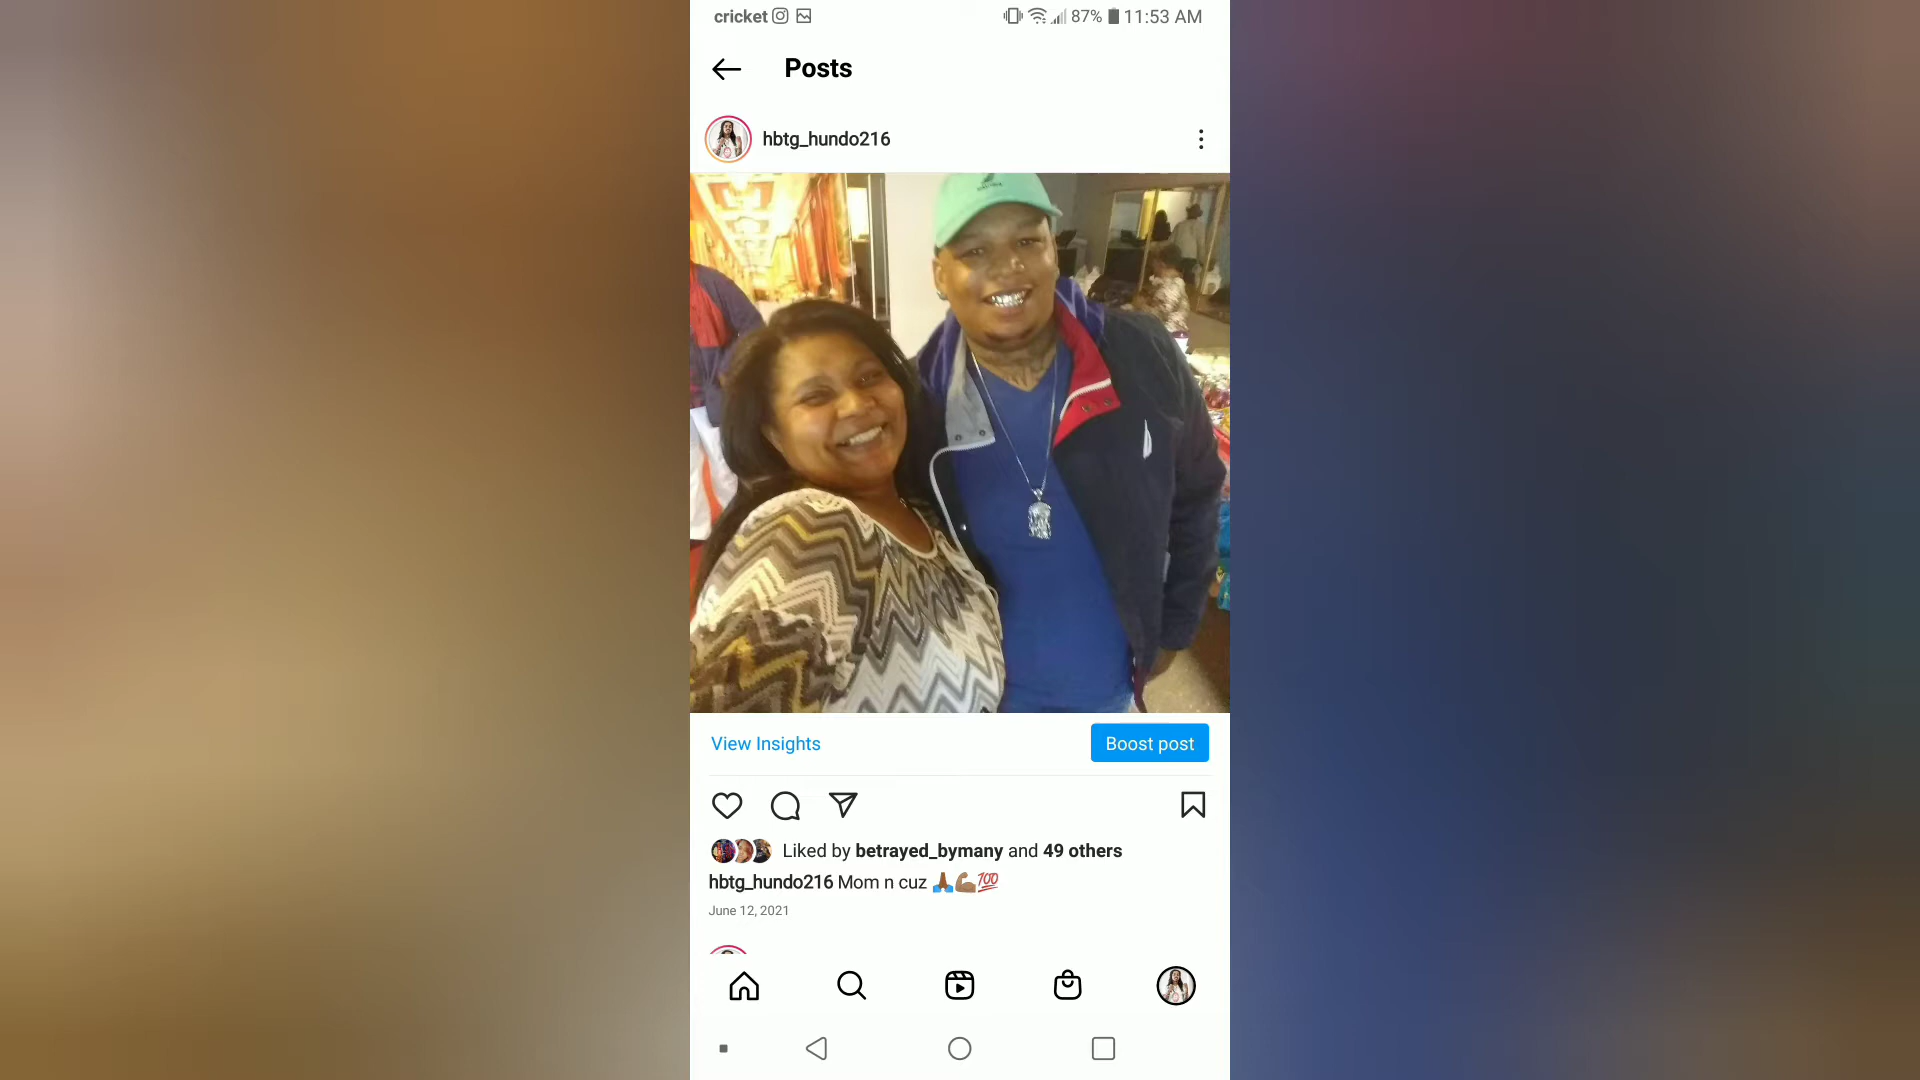 cricket 87% 11:53 AM
Posts
hbtg_hundo216
View Insights Boost post
Liked by betrayed_bymany and 49 others
hbtg_hundo216 Mom n cuz 🙏🏾💪🏽💯
June 12, 2021